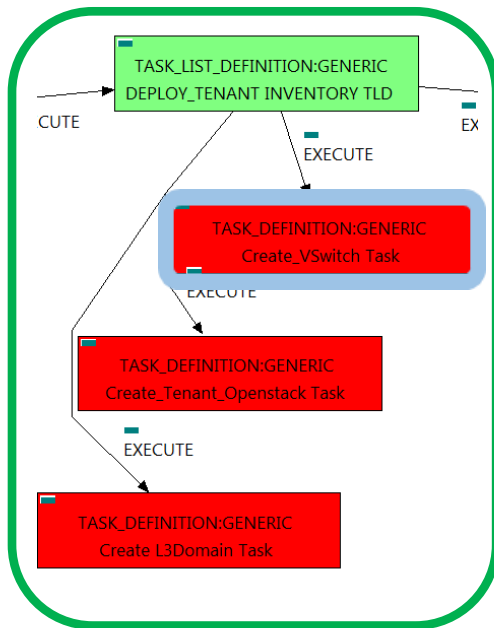 TASK_LIST_DEFINITION:GENERIC
DEPLOY_TENANT INVENTORY TLD
CUTE
EX
EXECUTE
TASK_DEFINITION:GENERIC
Create_VSwitch Task
EXECUTE
TASK_DEFINITION:GENERIC
Create_Tenant_Openstack Task
EXECUTE
TASK_DEFINITION:GENERIC
Create L3Domain Task